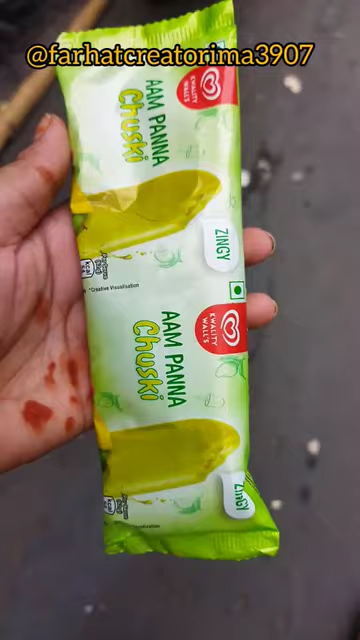 @farhatcreatorima3907
KWALITY
WALL'S
AAM PANNA
Chuski
ZINGY
*Creative Visualisation
KWALITY
WALL'S
AAM PANNA
Chuski
ZINGY